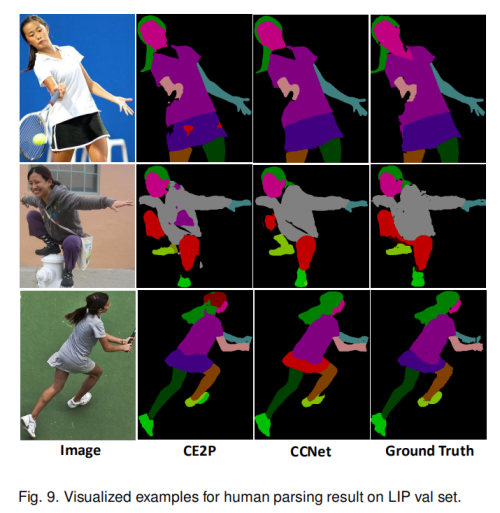 Image CE2P CCNet Ground Truth
Fig. 9. Visualized examples for human parsing result on LIP val set.